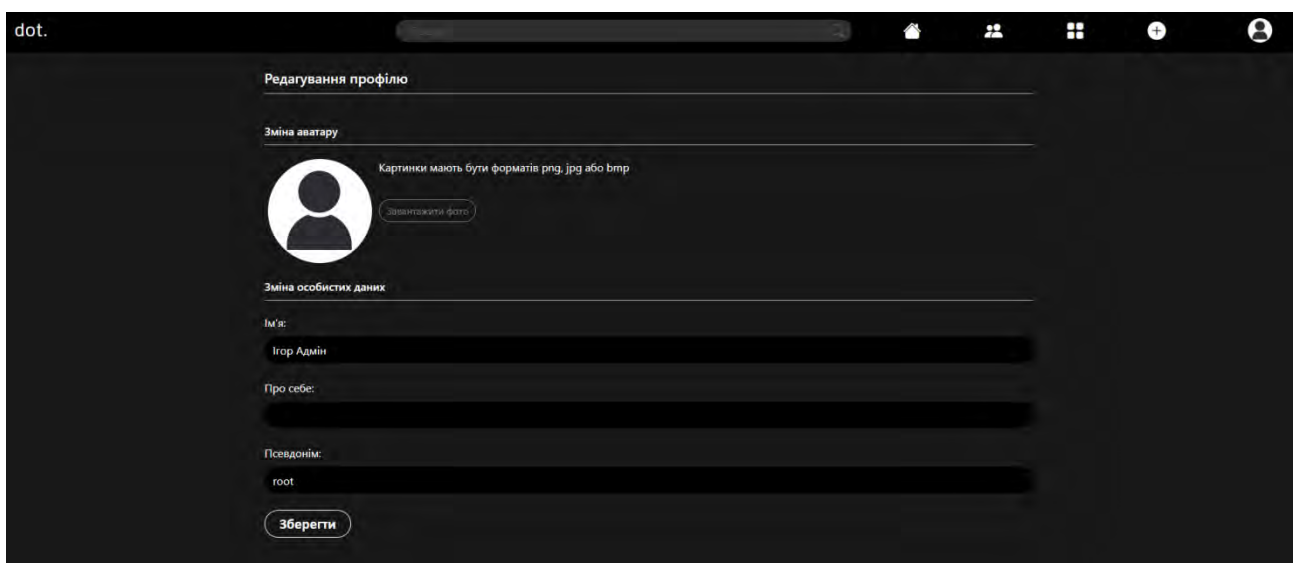 dot.
Редагування профілю
Зміна аватару
Картинки мають бути форматів png, jpg або bmp
Завантажити фото
Зміна особистих даних
Ім'я:
Ігор Адмін
Про себе:
Псевдонім:
root
Зберегти